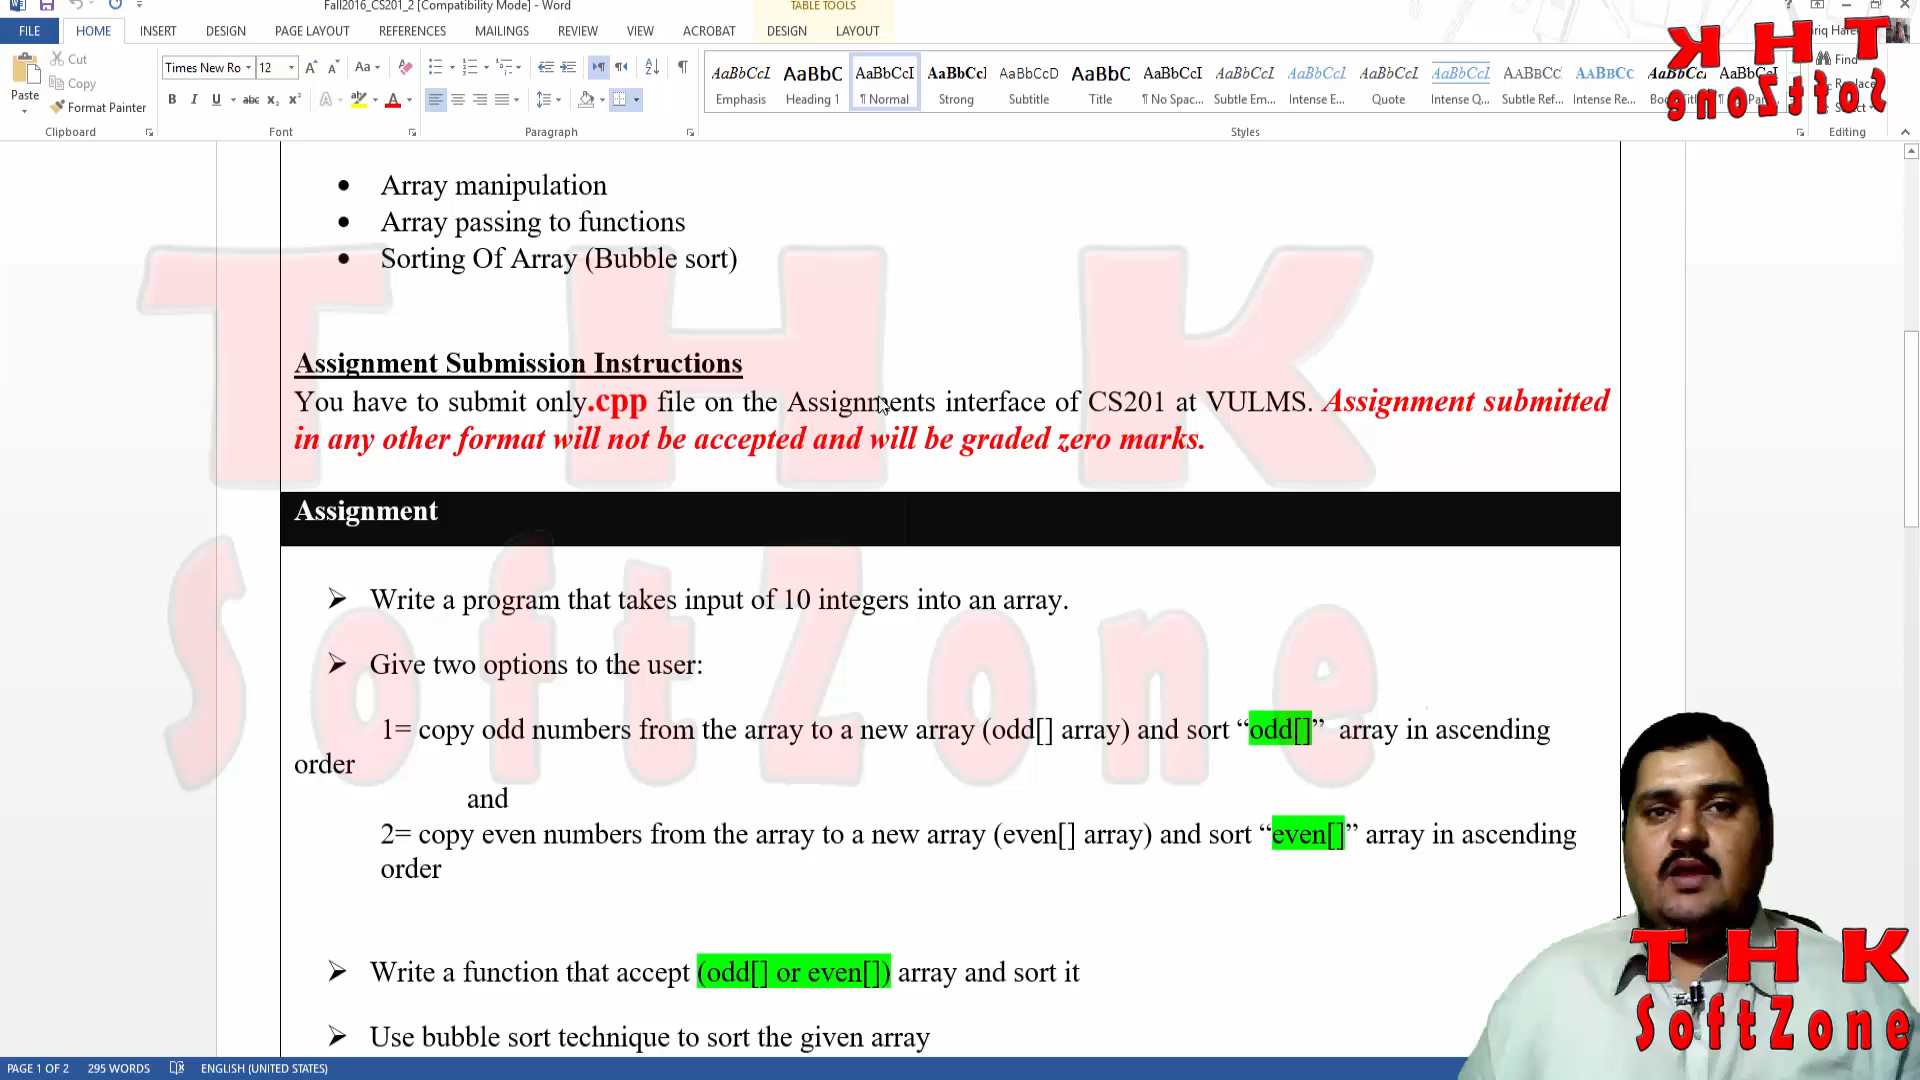 Fall2016_CS201_2 [Compatibility Mode] - Word
TABLE TOOLS
FILE HOME INSERT DESIGN PAGE LAYOUT REFERENCES MAILINGS REVIEW VIEW ACROBAT DESIGN LAYOUT
Cut
Copy
Format Painter
Paste
Clipboard
Times New Ro 12
Font
Paragraph
AaBbCcI AaBbC AaBbCcI AaBbCcI AaBbCcD AaBbC AaBbCcI AaBbCcI AaBbCcI AaBbCcI AaBbCcI AABBCC AABBCC
Emphasis Heading 1 ¶ Normal Strong Subtitle Title ¶ No Spac... Subtle Em... Intense E... Quote Intense Q... Subtle Ref... Intense Re...
Styles
Find
Editing
THK
SoftZone
• Array manipulation
• Array passing to functions
• Sorting Of Array (Bubble sort)
Assignment Submission Instructions
You have to submit only.cpp file on the Assignments interface of CS201 at VULMS. Assignment submitted
in any other format will not be accepted and will be graded zero marks.
Assignment
➢ Write a program that takes input of 10 integers into an array.
➢ Give two options to the user:
1= copy odd numbers from the array to a new array (odd[] array) and sort “odd[]” array in ascending
order
and
2= copy even numbers from the array to a new array (even[] array) and sort “even[]” array in ascending
order
➢ Write a function that accept (odd[] or even[]) array and sort it
➢ Use bubble sort technique to sort the given array
THK
SoftZone
THK
SoftZone
PAGE 1 OF 2 295 WORDS ENGLISH (UNITED STATES)